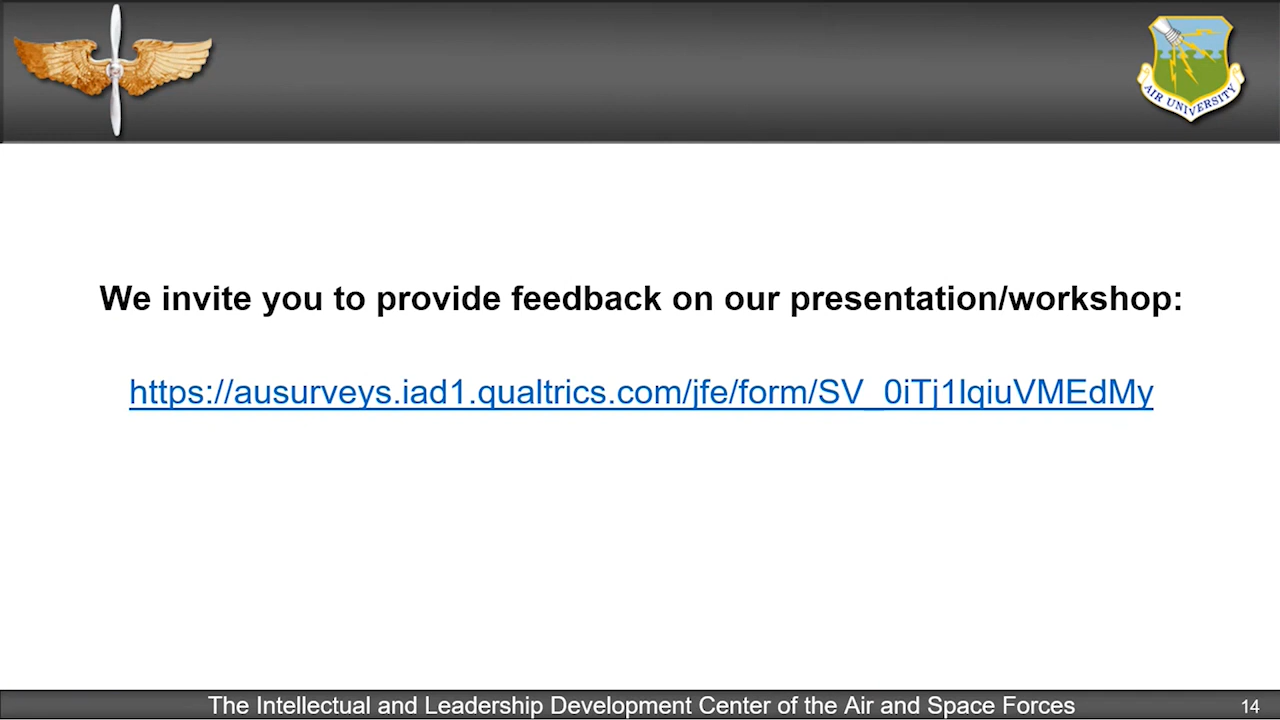 AIR UNIVERSITY
We invite you to provide feedback on our presentation/workshop:
https://ausurveys.iad1.qualtrics.com/jfe/form/SV_0iTj1lqiuVMEdMy
The Intellectual and Leadership Development Center of the Air and Space Forces
14